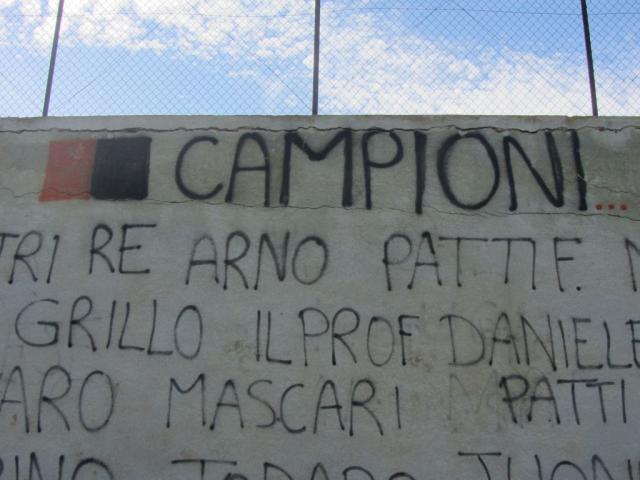 CAMPIONI...
TRI RE ARNO PATTI F.
GRILLO IL PROF DANIELE
ARO MASCARI PATTI